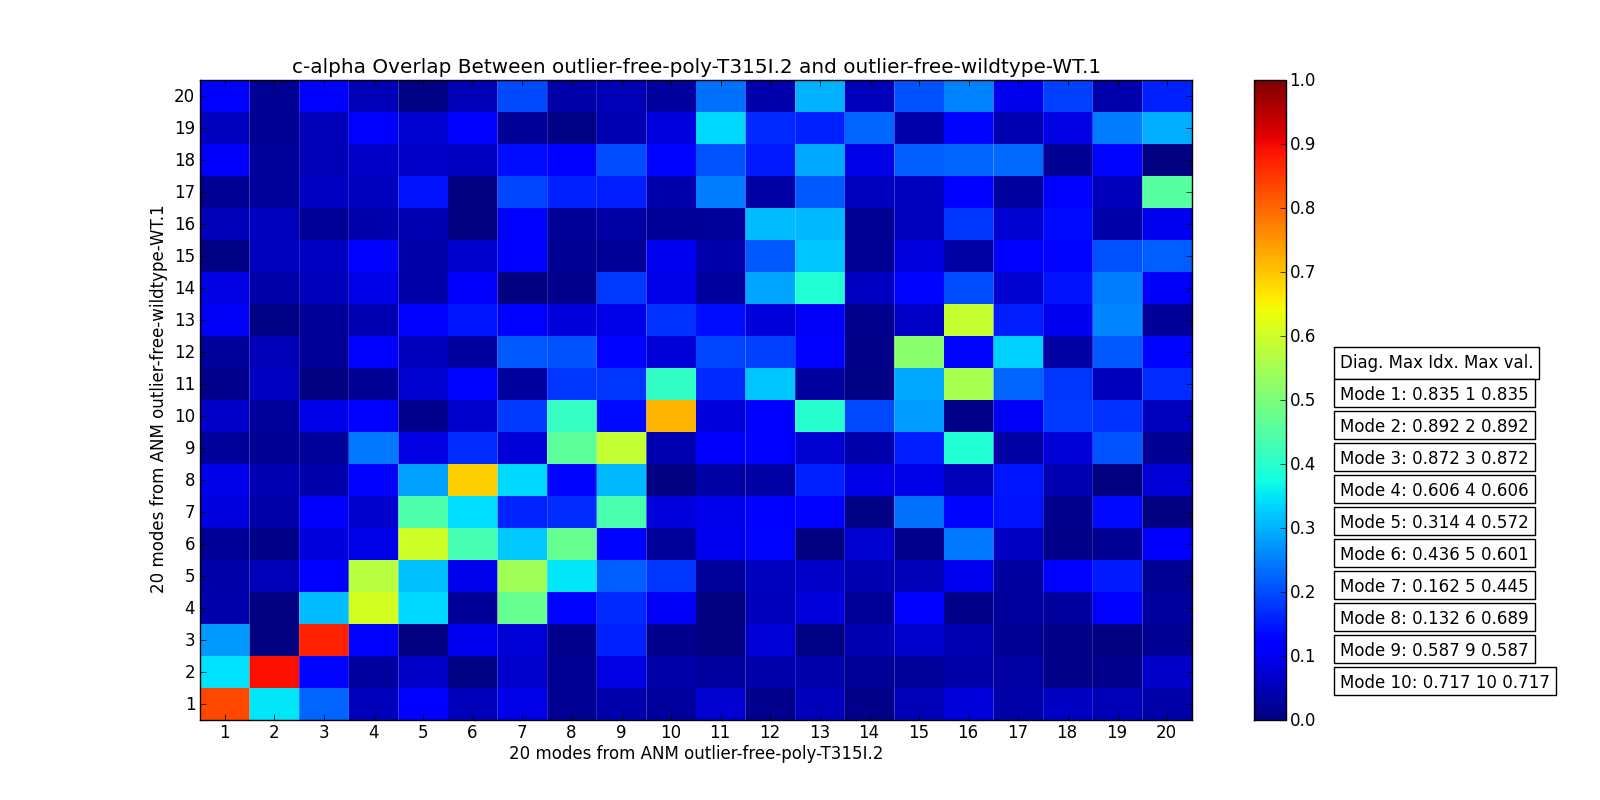 c-alpha Overlap Between outlier-free-poly-T315I.2 and outlier-free-wildtype-WT.1
20 modes from ANM outlier-free-wildtype-WT.1
20
19
18
17
16
15
14
13
12
11
10
9
8
7
6
5
4
3
2
1
1 2 3 4 5 6 7 8 9 10 11 12 13 14 15 16 17 18 19 20
20 modes from ANM outlier-free-poly-T315I.2
1.0
0.9
0.8
0.7
0.6
0.5
0.4
0.3
0.2
0.1
0.0
Diag. Max Idx. Max val.
Mode 1: 0.835 1 0.835
Mode 2: 0.892 2 0.892
Mode 3: 0.872 3 0.872
Mode 4: 0.606 4 0.606
Mode 5: 0.314 4 0.572
Mode 6: 0.436 5 0.601
Mode 7: 0.162 5 0.445
Mode 8: 0.132 6 0.689
Mode 9: 0.587 9 0.587
Mode 10: 0.717 10 0.717